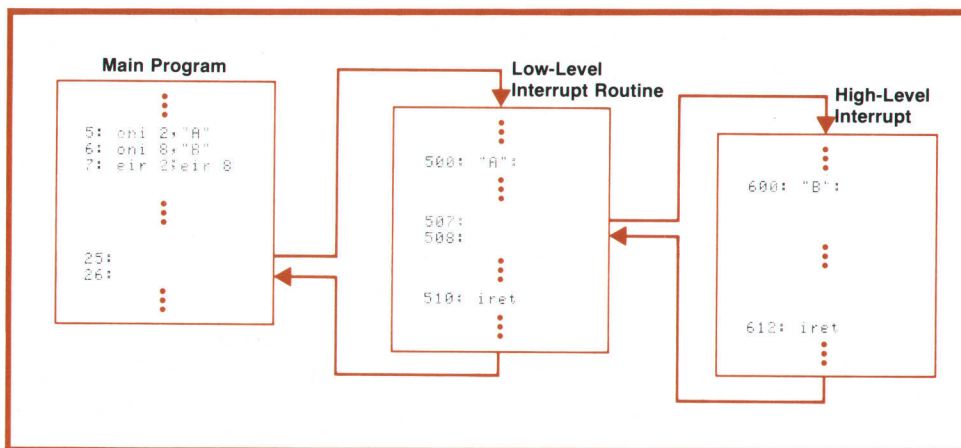 Main Program
5: oni 2,"A"
6: oni 8,"B"
7: eir 2;eir 8
25:
26:
Low-Level
Interrupt Routine
500: "A":
507:
508:
510: iret
High-Level
Interrupt
600: "B":
612: iret